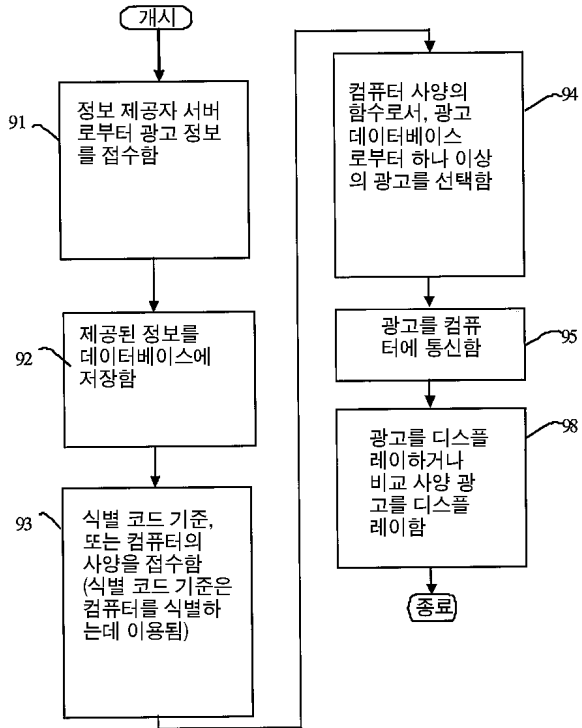 개시
91
정보 제공자 서버
로부터 광고 정보
를 접수함
92
제공된 정보를
데이터베이스에
저장함
93
식별 코드 기준,
또는 컴퓨터의
사양을 접수함
(식별 코드 기준은
컴퓨터를 식별하
는데 이용됨)
94
컴퓨터 사양의
함수로서, 광고
데이터베이스
로부터 하나 이상
의 광고를 선택함
95
광고를 컴퓨
터에 통신함
98
광고를 디스플
레이하거나
비교 사양 광
고를 디스플
레이함
종료